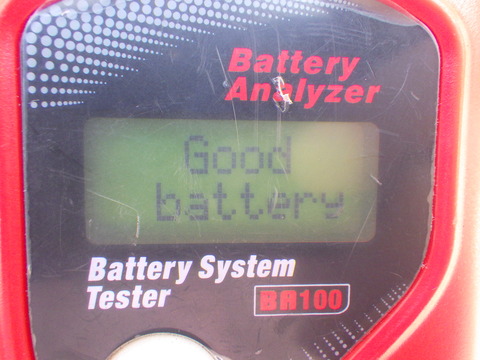 Battery
Analyzer
Good
battery
Battery System
Tester
BA100